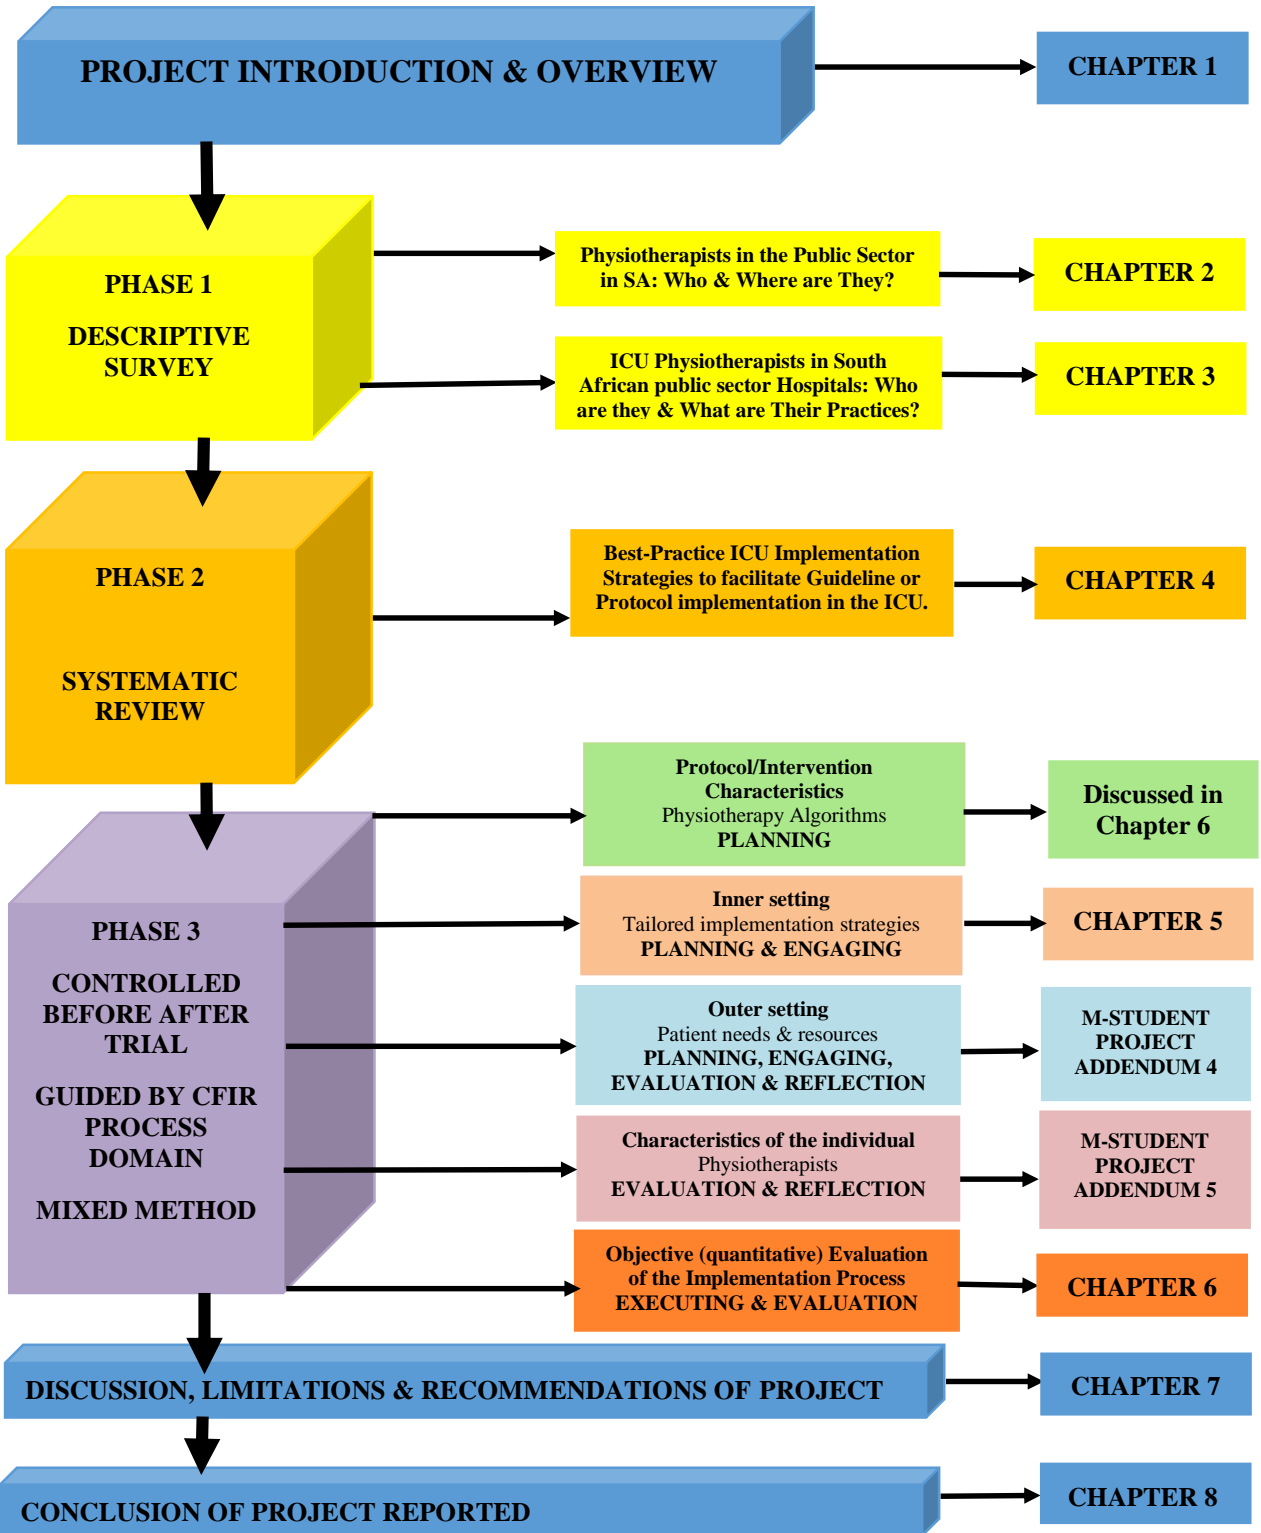 PROJECT INTRODUCTION & OVERVIEW
CHAPTER 1
PHASE 1
DESCRIPTIVE
SURVEY
Physiotherapists in the Public Sector
in SA: Who & Where are They?
CHAPTER 2
ICU Physiotherapists in South
African public sector Hospitals: Who
are they & What are Their Practices?
CHAPTER 3
PHASE 2
SYSTEMATIC
REVIEW
Best-Practice ICU Implementation
Strategies to facilitate Guideline or
Protocol implementation in the ICU.
CHAPTER 4
PHASE 3
CONTROLLED
BEFORE AFTER
TRIAL
GUIDED BY CFIR
PROCESS
DOMAIN
MIXED METHOD
Protocol/Intervention
Characteristics
Physiotherapy Algorithms
PLANNING
Discussed in
Chapter 6
Inner setting
Tailored implementation strategies
PLANNING & ENGAGING
CHAPTER 5
Outer setting
Patient needs & resources
PLANNING, ENGAGING,
EVALUATION & REFLECTION
M-STUDENT
PROJECT
ADDENDUM 4
Characteristics of the individual
Physiotherapists
EVALUATION & REFLECTION
M-STUDENT
PROJECT
ADDENDUM 5
Objective (quantitative) Evaluation
of the Implementation Process
EXECUTING & EVALUATION
CHAPTER 6
DISCUSSION, LIMITATIONS & RECOMMENDATIONS OF PROJECT
CHAPTER 7
CONCLUSION OF PROJECT REPORTED
CHAPTER 8